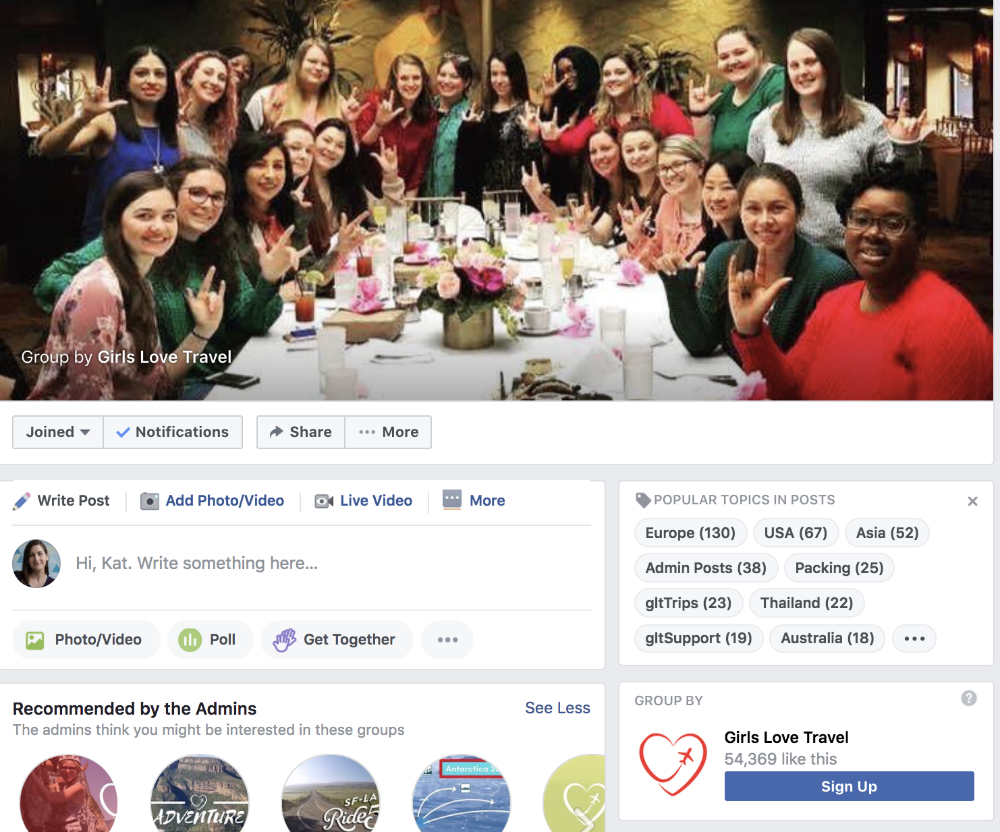 Group by Girls Love Travel
Joined
Notifications
Share
More
Write Post
Add Photo/Video
Live Video
More
Hi, Kat. Write something here...
Photo/Video
Poll
Get Together
Recommended by the Admins
See Less
The admins think you might be interested in these groups
ADVENTURE
SF-LA
Ride
Antarctica
POPULAR TOPICS IN POSTS
Europe (130)
USA (67)
Asia (52)
Admin Posts (38)
Packing (25)
gltTrips (23)
Thailand (22)
gltSupport (19)
Australia (18)
GROUP BY
Girls Love Travel
54,369 like this
Sign Up